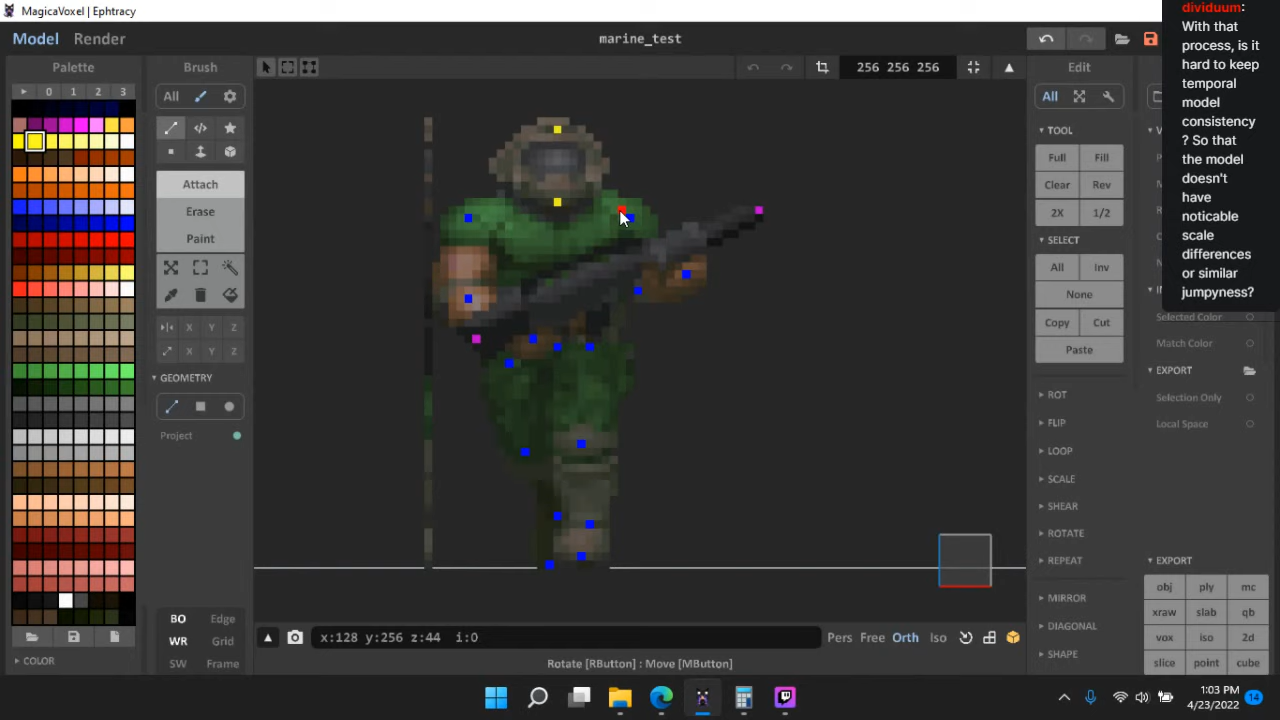 MagicaVoxel | Ephtracy
Model Render
marine_test
Palette
Brush
256 256 256
Edit
0 1 2 3
All
All
TOOL
Full Fill
Clear Rev
2X 1/2
SELECT
All Inv
None
Copy Cut
Paste
ROT
FLIP
LOOP
SCALE
SHEAR
ROTATE
REPEAT
MIRROR
DIAGONAL
SHAPE
Attach
Erase
Paint
X Y Z
X Y Z
GEOMETRY
Project
BO Edge
WR Grid
SW Frame
COLOR
x:128 y:256 z:44 i:0
Pers Free Orth Iso
Rotate [RButton] : Move [MButton]
dividuum:
With that
process, is it
hard to keep
temporal
model
consistency
? So that
the model
doesn't
have
noticable
scale
differences
or similar
jumpyness?
Selected Color
Match Color
EXPORT
Selection Only
Local Space
EXPORT
obj ply mc
xraw slab qb
vox iso 2d
slice point cube
1:03 PM
4/23/2022
14